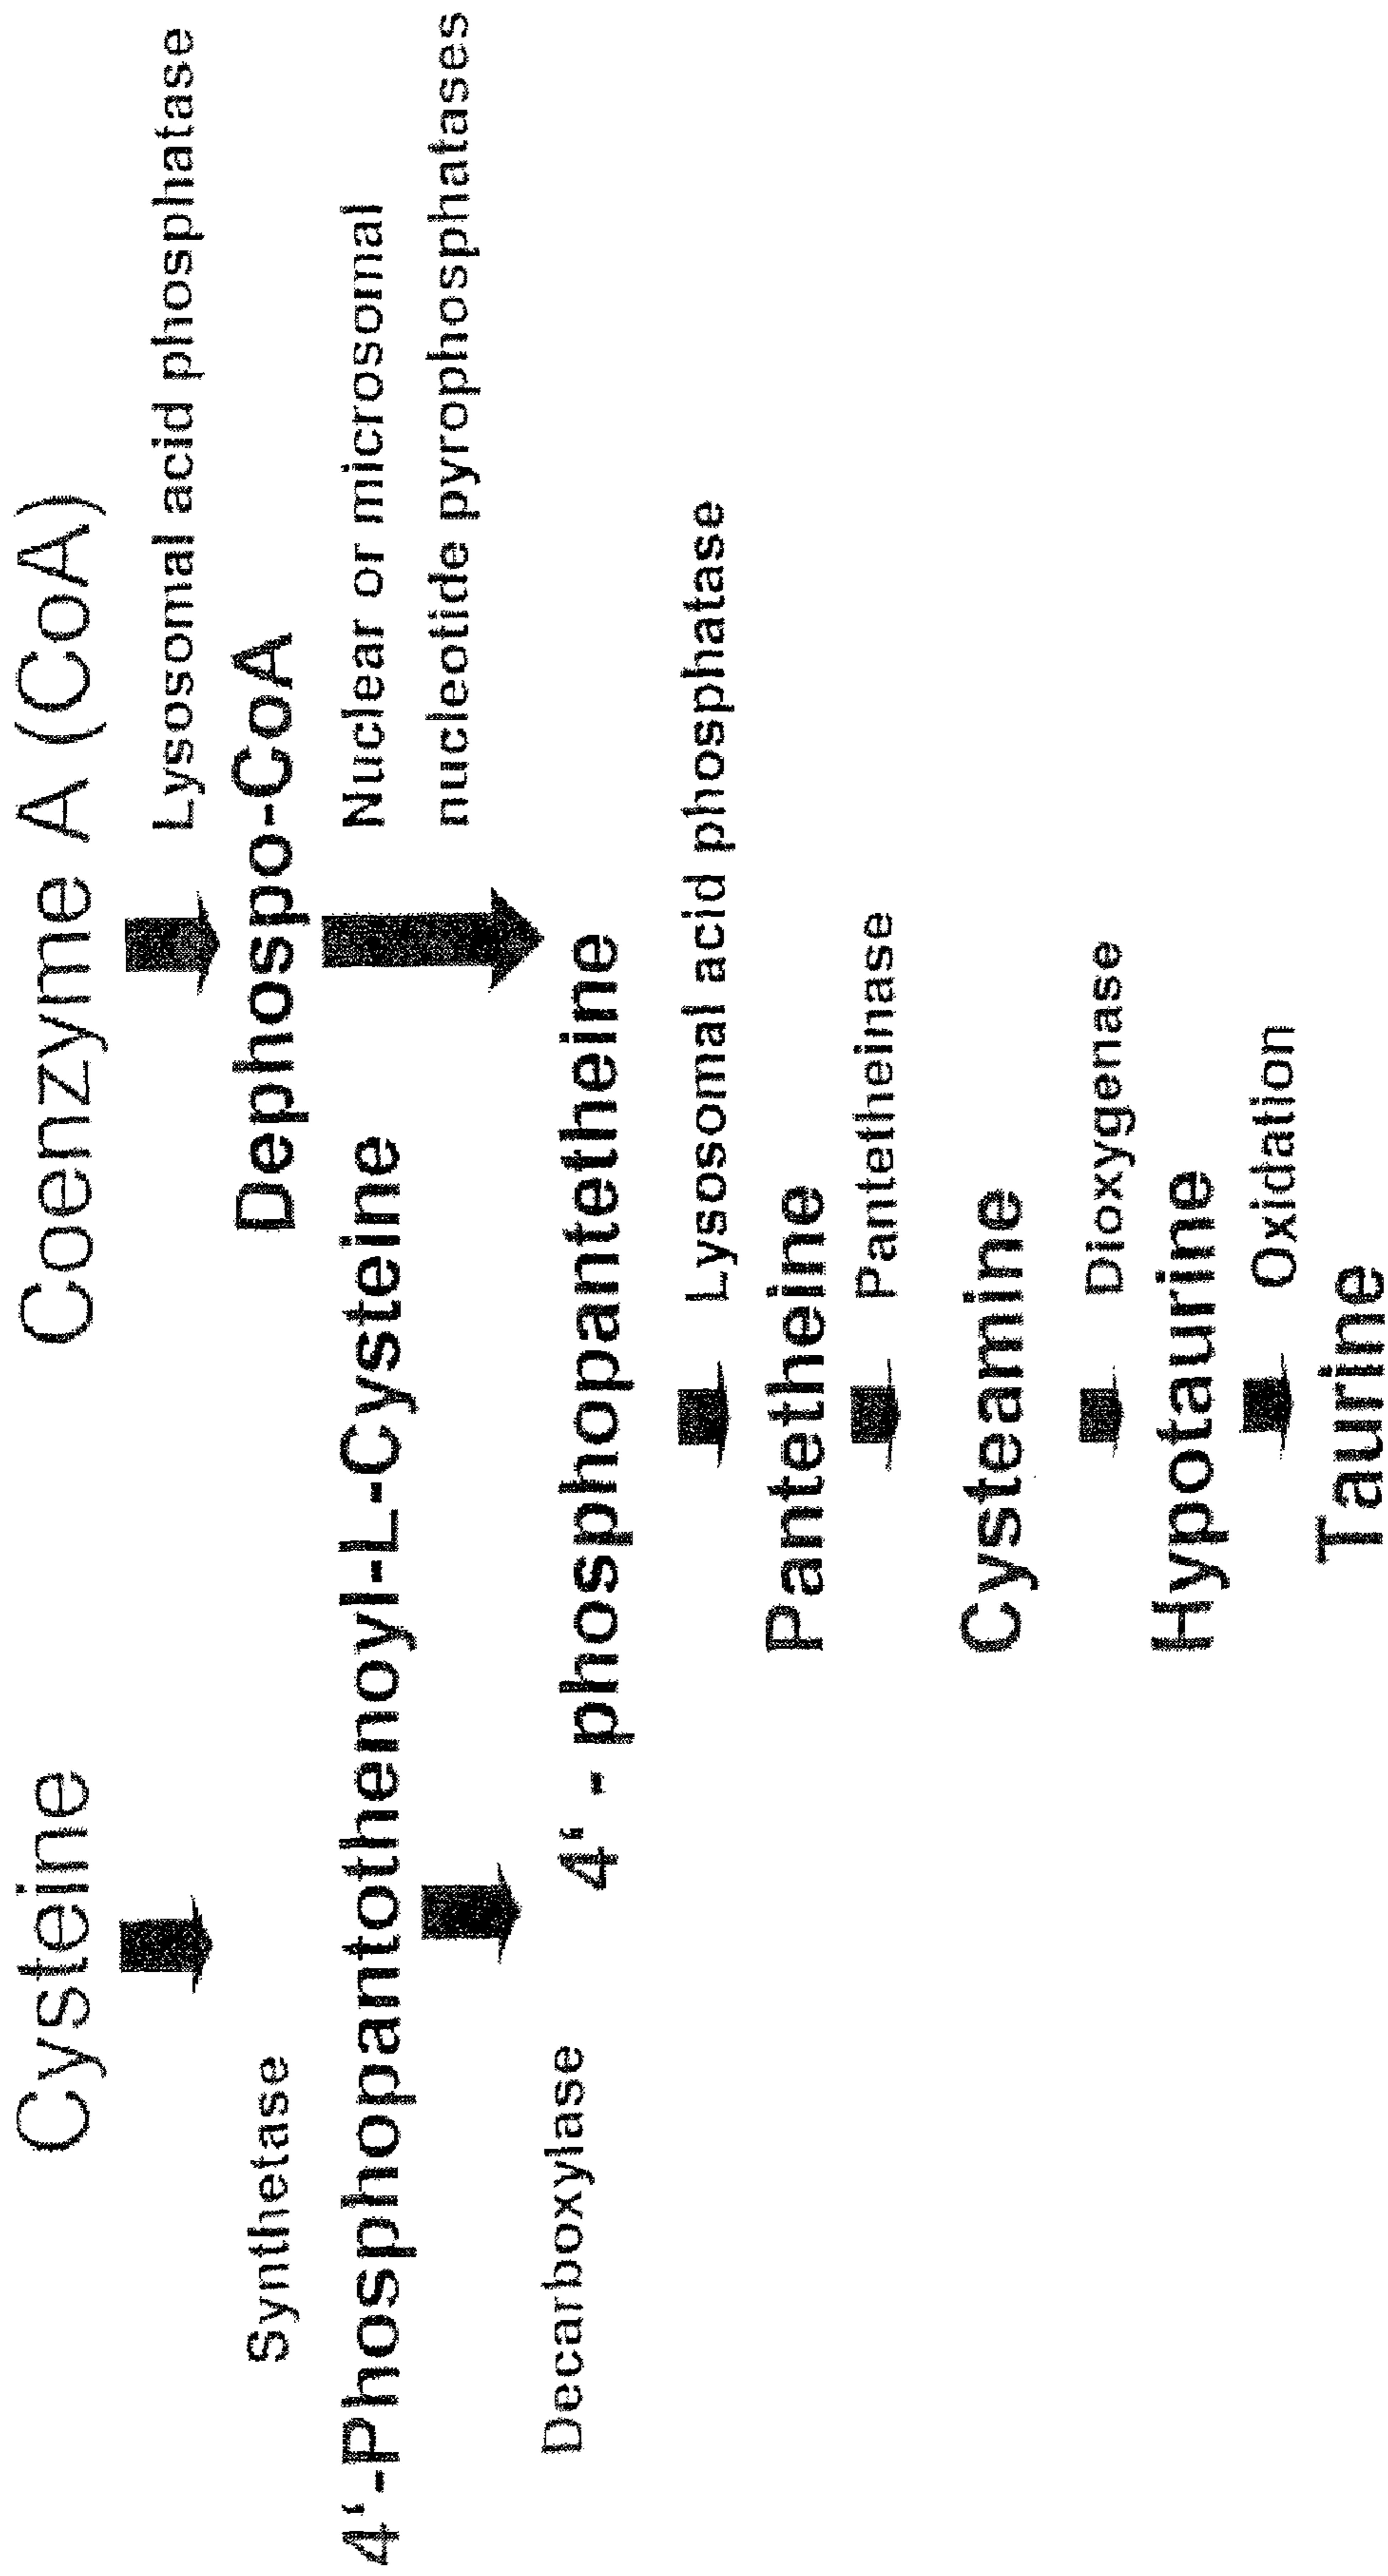 Cysteine
Coenzyme A (CoA)
Lysosomal acid phosphatase
Synthetase
Dephospo-CoA
4'-Phosphopantothenoyl-L-Cysteine
Nuclear or microsomal
nucleotide pyrophosphatases
Decarboxylase
4' - phosphopantetheine
Lysosomal acid phosphatase
Pantetheine
Pantetheinase
Cysteamine
Dioxygenase
Hypotaurine
Oxidation
Taurine